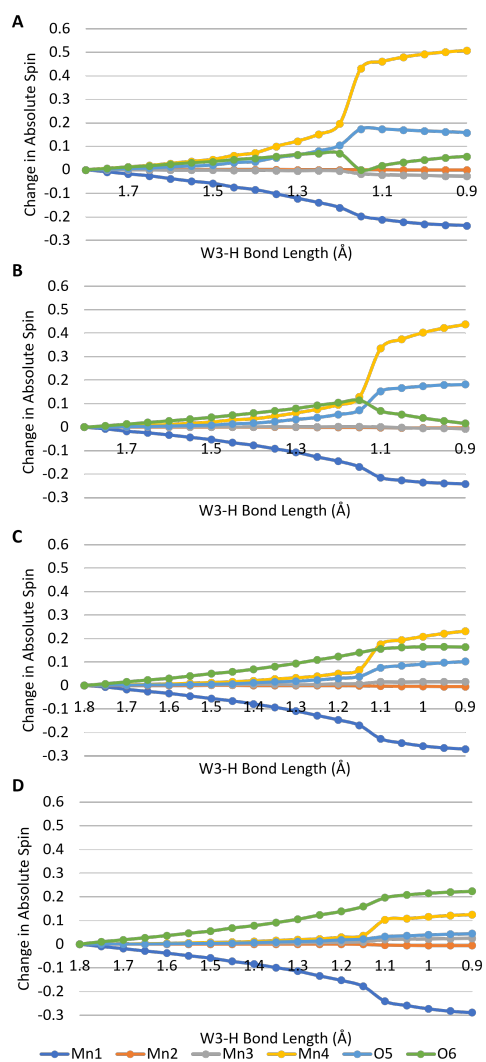 A
0.6
0.5
0.4
0.3
0.2
0.1
0
-0.1
-0.2
-0.3
Change in Absolute Spin
1.7 1.5 1.3 1.1 0.9
W3-H Bond Length (Å)
B
0.6
0.5
0.4
0.3
0.2
0.1
0
-0.1
-0.2
-0.3
Change in Absolute Spin
1.7 1.5 1.3 1.1 0.9
W3-H Bond Length (Å)
C
0.6
0.5
0.4
0.3
0.2
0.1
0
-0.1
-0.2
-0.3
Change in Absolute Spin
1.8 1.7 1.6 1.5 1.4 1.3 1.2 1.1 1 0.9
W3-H Bond Length (Å)
D
0.6
0.5
0.4
0.3
0.2
0.1
0
-0.1
-0.2
-0.3
Change in Absolute Spin
1.8 1.7 1.6 1.5 1.4 1.3 1.2 1.1 1 0.9
W3-H Bond Length (Å)
Mn1 Mn2 Mn3 Mn4 O5 O6